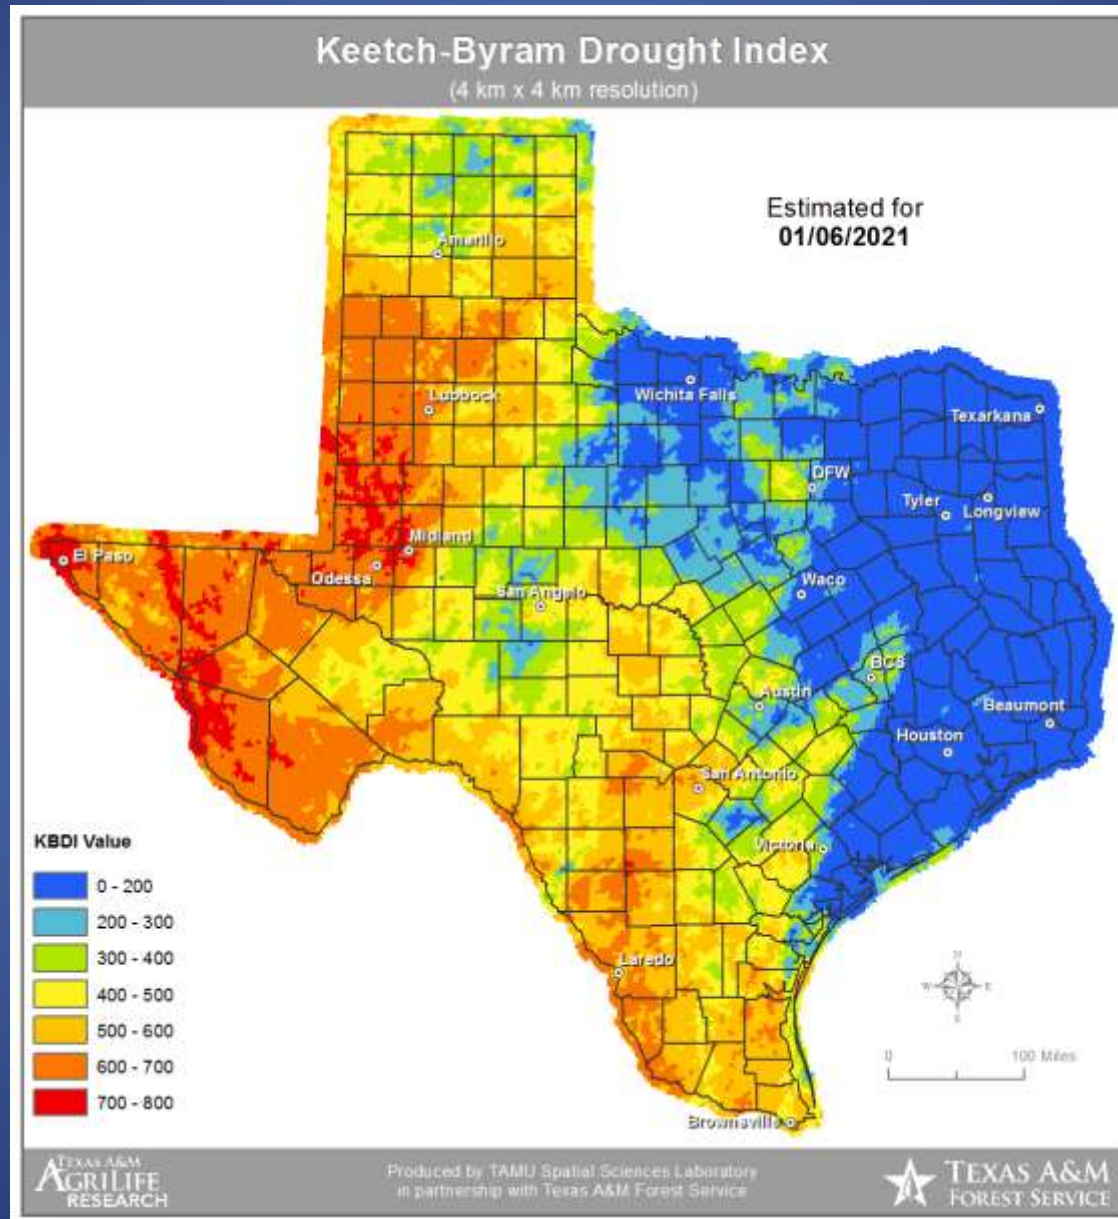 Keetch-Byram Drought Index
(4 km x 4 km resolution)
Estimated for
01/06/2021
Amarillo
Lubbock
Wichita Falls
Texarkana
DFW
Tyler
Longview
El Paso
Midland
Odessa
San Angelo
Waco
BCS
Austin
Beaumont
Houston
San Antonio
Victoria
Laredo
Brownsville
KBDI Value
0 - 200
200 - 300
300 - 400
400 - 500
500 - 600
600 - 700
700 - 800
N
W E
S
0 100 Miles
TEXAS A&M
AGRILIFE
RESEARCH
Produced by TAMU Spatial Sciences Laboratory
in partnership with Texas A&M Forest Service
TEXAS A&M
FOREST SERVICE